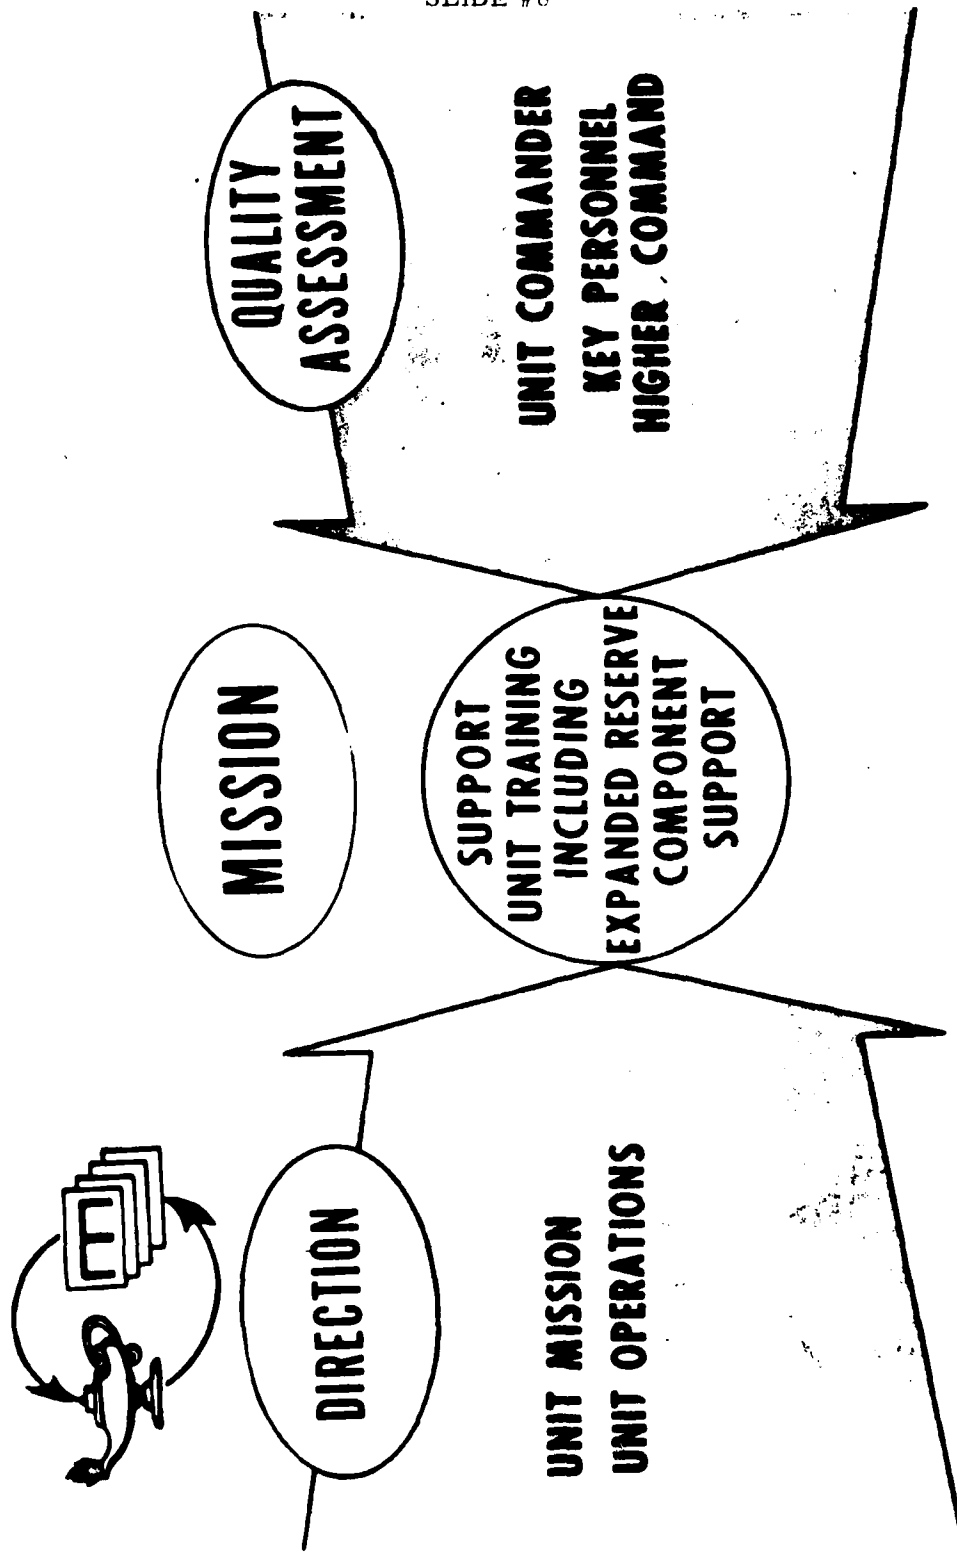 DIRECTION
UNIT MISSION
UNIT OPERATIONS
MISSION
SUPPORT
UNIT TRAINING
INCLUDING
EXPANDED RESERVE
COMPONENT
SUPPORT
QUALITY
ASSESSMENT
UNIT COMMANDER
KEY PERSONNEL
HIGHER COMMAND